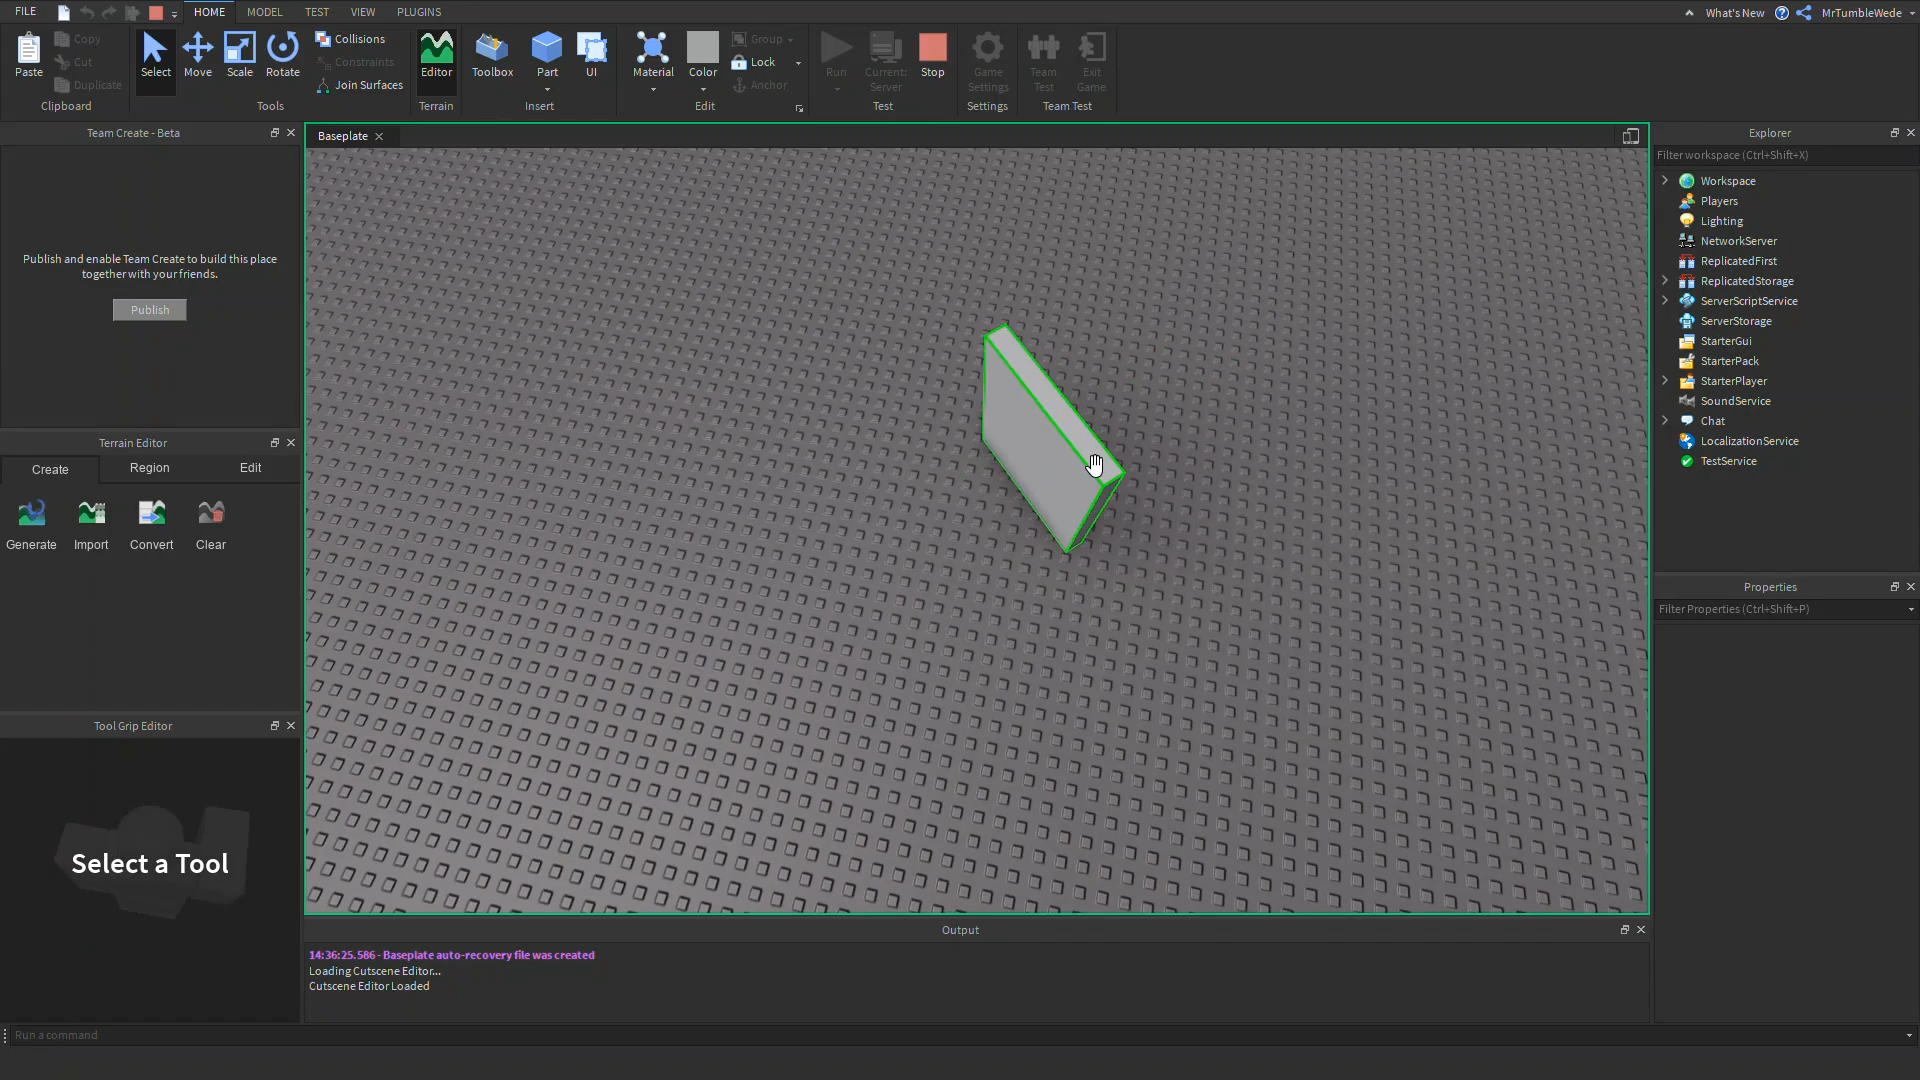 FILE HOME MODEL TEST VIEW PLUGINS What's New MrTumbleWede
Paste Copy Cut Duplicate
Clipboard
Select Move Scale Rotate Collisions Constraints Join Surfaces
Tools
Editor
Terrain
Toolbox Part UI
Insert
Material Color Group Lock Anchor
Edit
Run Current: Server Stop
Test
Game Settings
Settings
Team Test Exit Game
Team Test
Team Create - Beta
Publish and enable Team Create to build this place
together with your friends.
Publish
Terrain Editor
Create Region Edit
Generate Import Convert Clear
Tool Grip Editor
Select a Tool
Baseplate
Output
14:36:25.586 - Baseplate auto-recovery file was created
Loading Cutscene Editor...
Cutscene Editor Loaded
Run a command
Explorer
Filter workspace (Ctrl+Shift+X)
Workspace
Players
Lighting
NetworkServer
ReplicatedFirst
ReplicatedStorage
ServerScriptService
ServerStorage
StarterGui
StarterPack
StarterPlayer
SoundService
Chat
LocalizationService
TestService
Properties
Filter Properties (Ctrl+Shift+P)